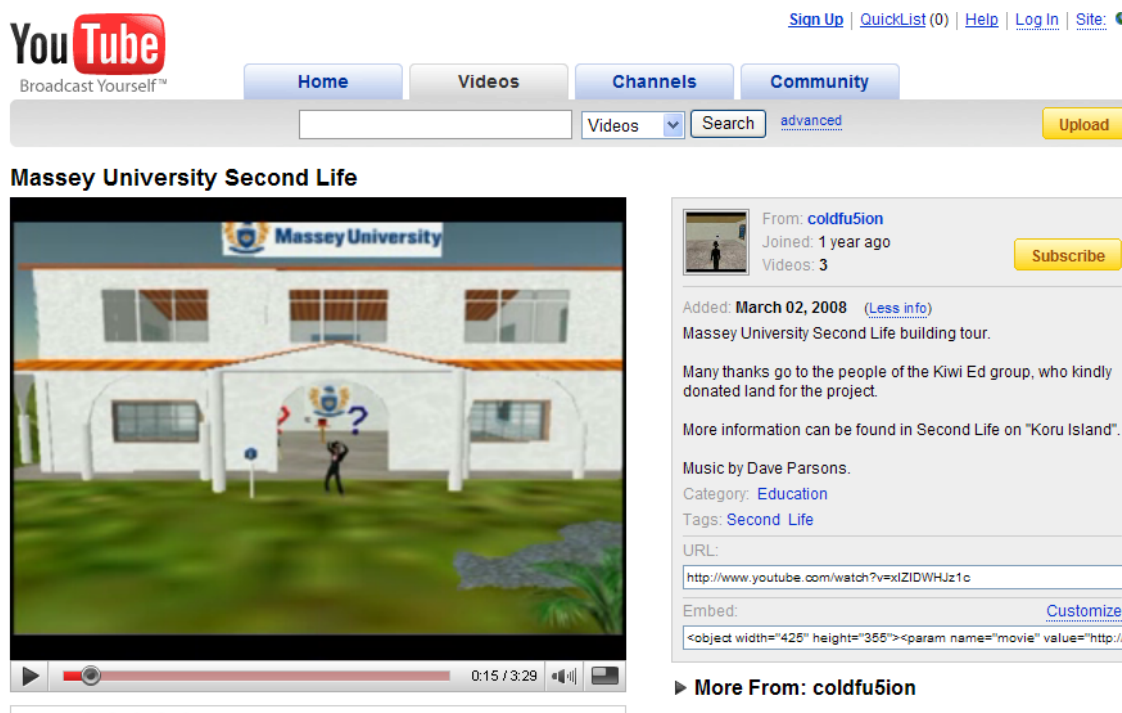 Sign Up | QuickList (0) | Help | Log In | Site:
YouTube
Broadcast Yourself™
Home Videos Channels Community
Videos Search advanced Upload
Massey University Second Life
Massey University
? ?
0:15 / 3:29
From: coldfu5ion
Joined: 1 year ago
Videos: 3
Subscribe
Added: March 02, 2008 (Less info)
Massey University Second Life building tour.
Many thanks go to the people of the Kiwi Ed group, who kindly
donated land for the project.
More information can be found in Second Life on "Koru Island".
Music by Dave Parsons.
Category: Education
Tags: Second Life
URL:
http://www.youtube.com/watch?v=xIZIDWHJz1c
Embed: Customize
<object width="425" height="355"><param name="movie" value="http:/
More From: coldfu5ion